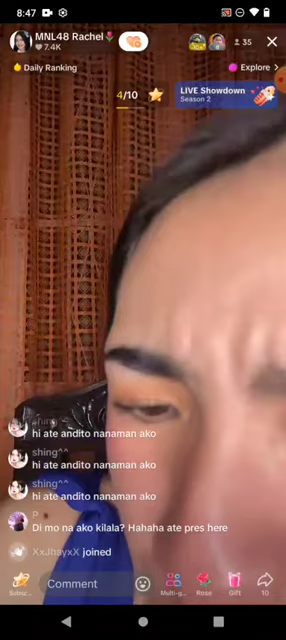 8:47
MNL48 Rachel🌷
7.4K
35
Daily Ranking
Explore >
4/10
LIVE Showdown
Season 2
shing^^
hi ate andito nanaman ako
shing^^
hi ate andito nanaman ako
shing^^
hi ate andito nanaman ako
P
Di mo na ako kilala? Hahaha ate pres here
XxJhayxX joined
Comment
Subsc...
Multi-g...
Rose
Gift
10